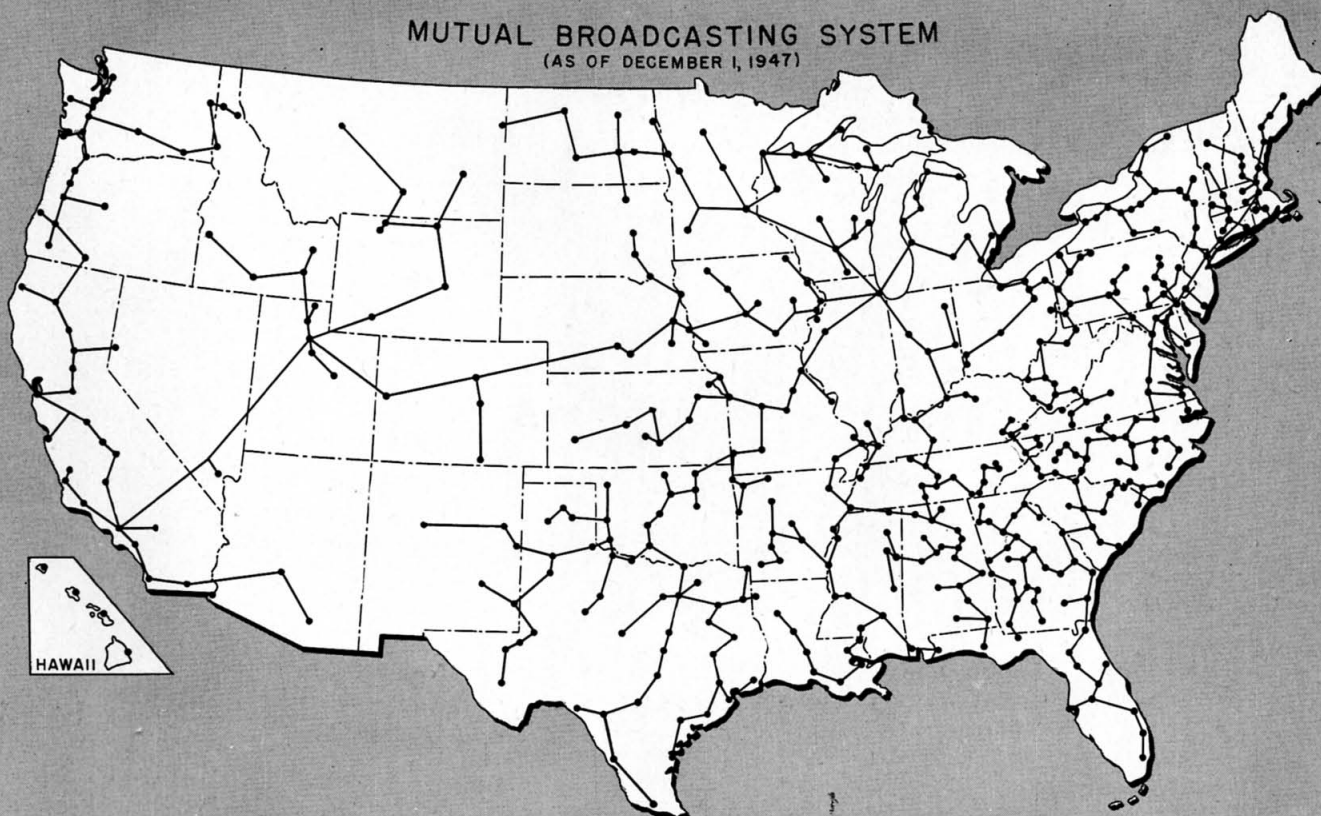 MUTUAL BROADCASTING SYSTEM
(AS OF DECEMBER 1, 1947)
HAWAII